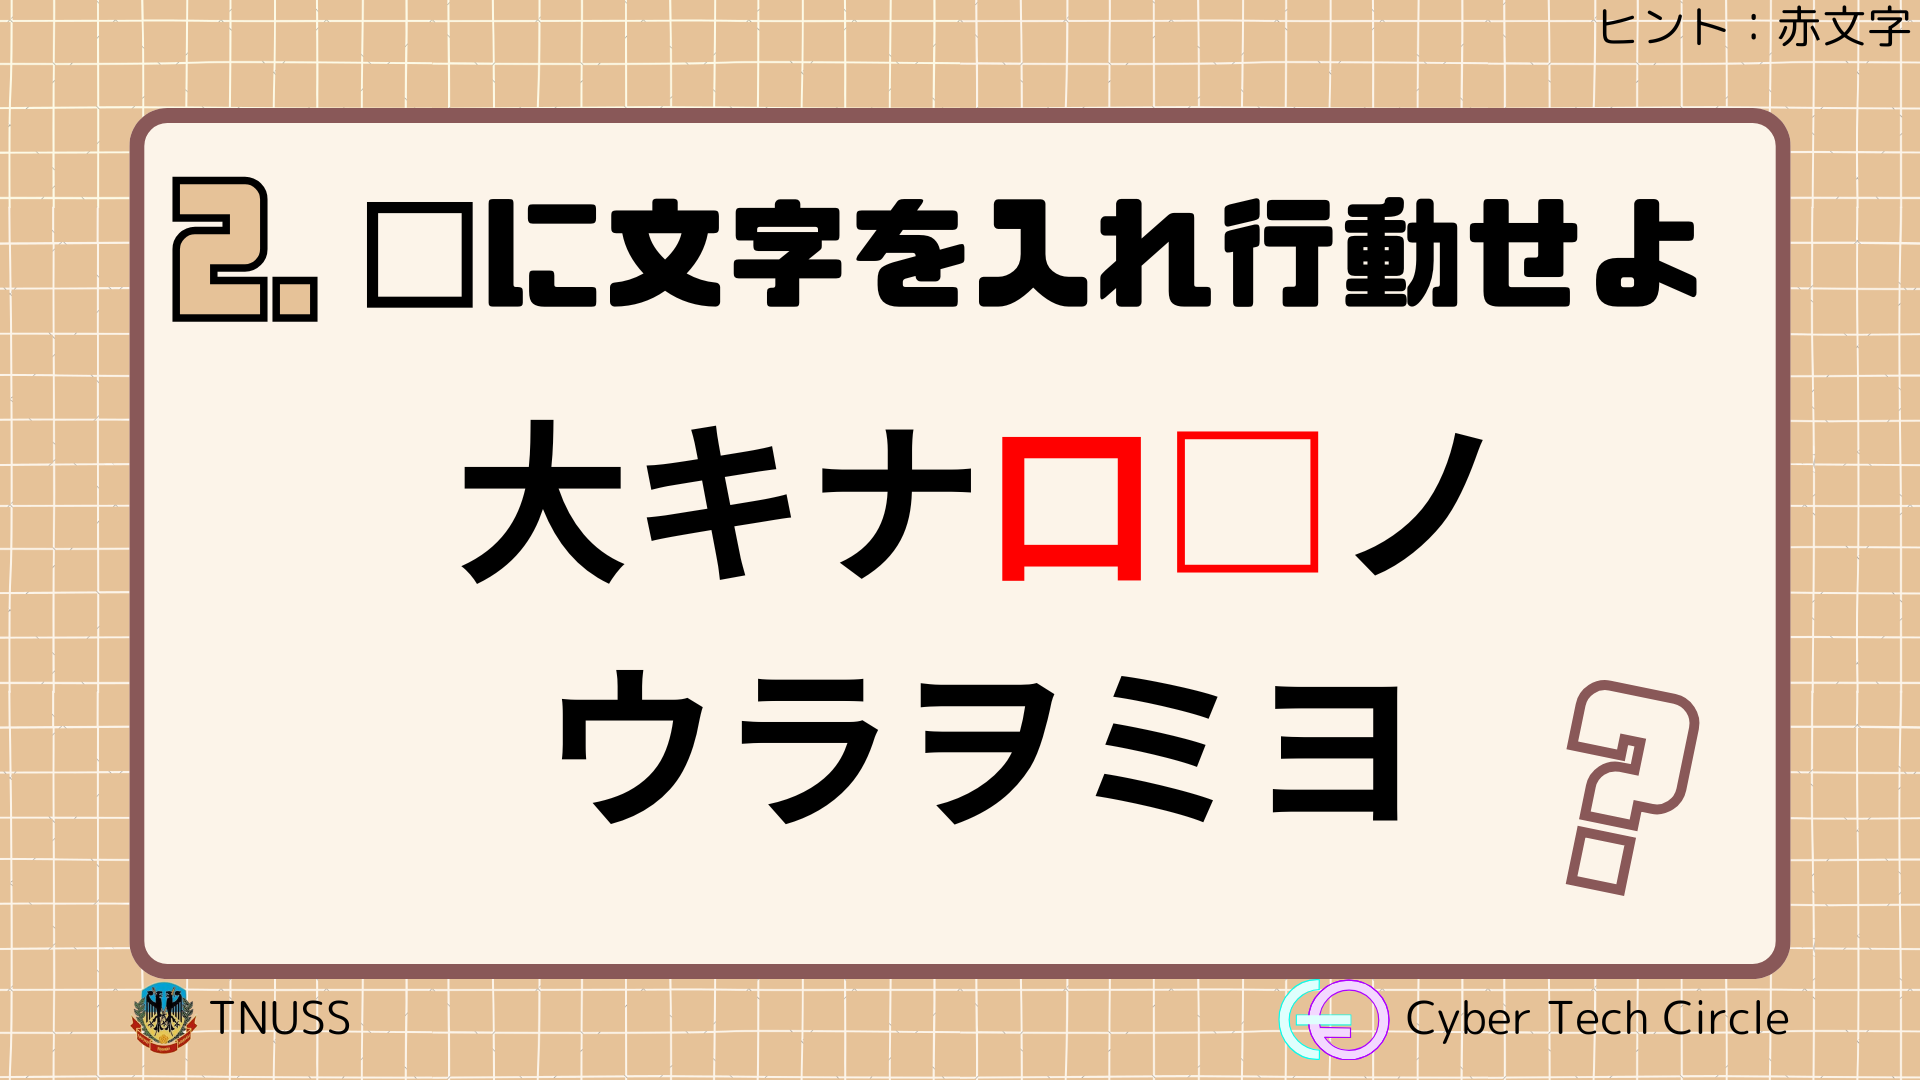 ヒント：赤文字
2. □に文字を入れ行動せよ
大キナロ□ノ
ウラヲミヨ
TNUSS
Cyber Tech Circle
?